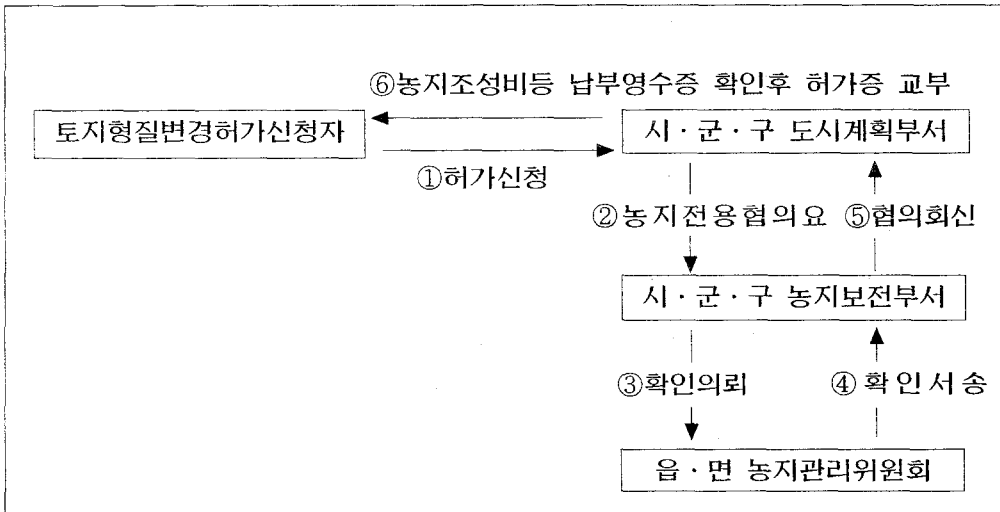 ⑥농지조성비등 납부영수증 확인후 허가증 교부
토지형질변경허가신청자
시·군·구 도시계획부서
①허가신청
②농지전용협의요 ⑤협의회신
시·군·구 농지보전부서
③확인의뢰 ④확인서송
읍·면 농지관리위원회